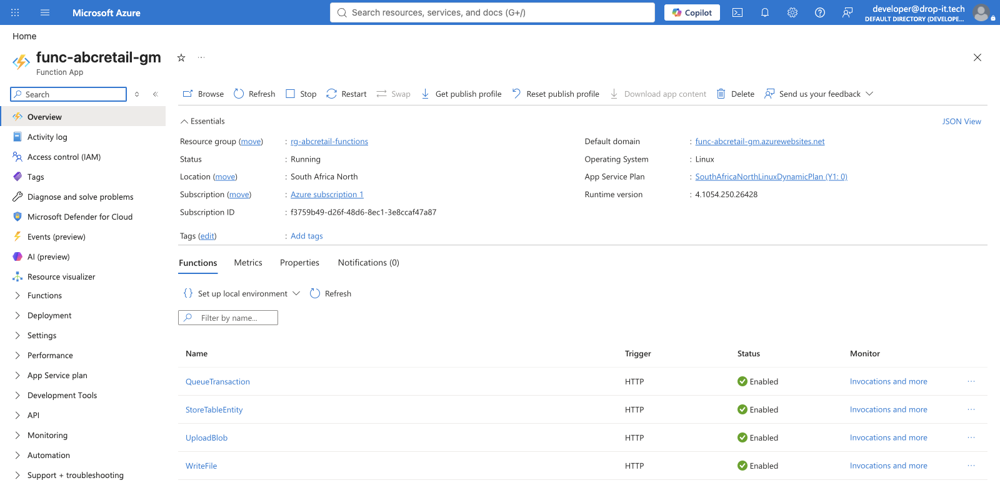 Microsoft Azure
Search resources, services, and docs (G+/)
Copilot
developer@drop-it.tech
DEFAULT DIRECTORY (DEVELOPE...
Home
func-abcretail-gm
...
Function App
Search
Browse
Refresh
Stop
Restart
Swap
Get publish profile
Reset publish profile
Download app content
Delete
Send us your feedback
Overview
Activity log
Access control (IAM)
Tags
Diagnose and solve problems
Microsoft Defender for Cloud
Events (preview)
AI (preview)
Resource visualizer
Functions
Deployment
Settings
Performance
App Service plan
Development Tools
API
Monitoring
Automation
Support + troubleshooting
Essentials
JSON View
Resource group (move) : rg-abcretail-functions
Status : Running
Location (move) : South Africa North
Subscription (move) : Azure subscription 1
Subscription ID : f3759b49-d26f-48d6-8ec1-3e8ccaf47a87
Default domain : func-abcretail-gm.azurewebsites.net
Operating System : Linux
App Service Plan : SouthAfricaNorthLinuxDynamicPlan (Y1: 0)
Runtime version : 4.1054.250.26428
Tags (edit) : Add tags
Functions Metrics Properties Notifications (0)
{} Set up local environment Refresh
Filter by name...
Name Trigger Status Monitor
QueueTransaction HTTP Enabled Invocations and more ...
StoreTableEntity HTTP Enabled Invocations and more ...
UploadBlob HTTP Enabled Invocations and more ...
WriteFile HTTP Enabled Invocations and more ...